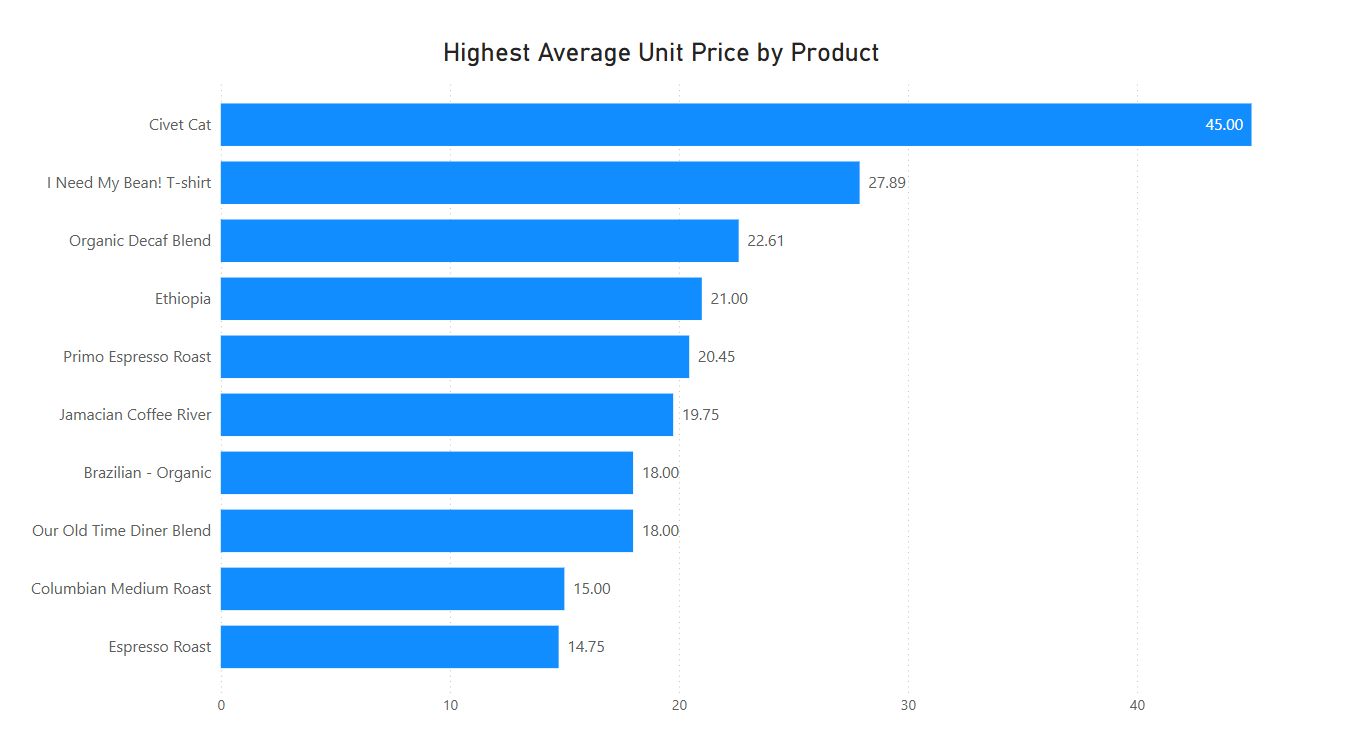 Highest Average Unit Price by Product
Civet Cat 45.00
I Need My Bean! T-shirt 27.89
Organic Decaf Blend 22.61
Ethiopia 21.00
Primo Espresso Roast 20.45
Jamacian Coffee River 19.75
Brazilian - Organic 18.00
Our Old Time Diner Blend 18.00
Columbian Medium Roast 15.00
Espresso Roast 14.75
0 10 20 30 40